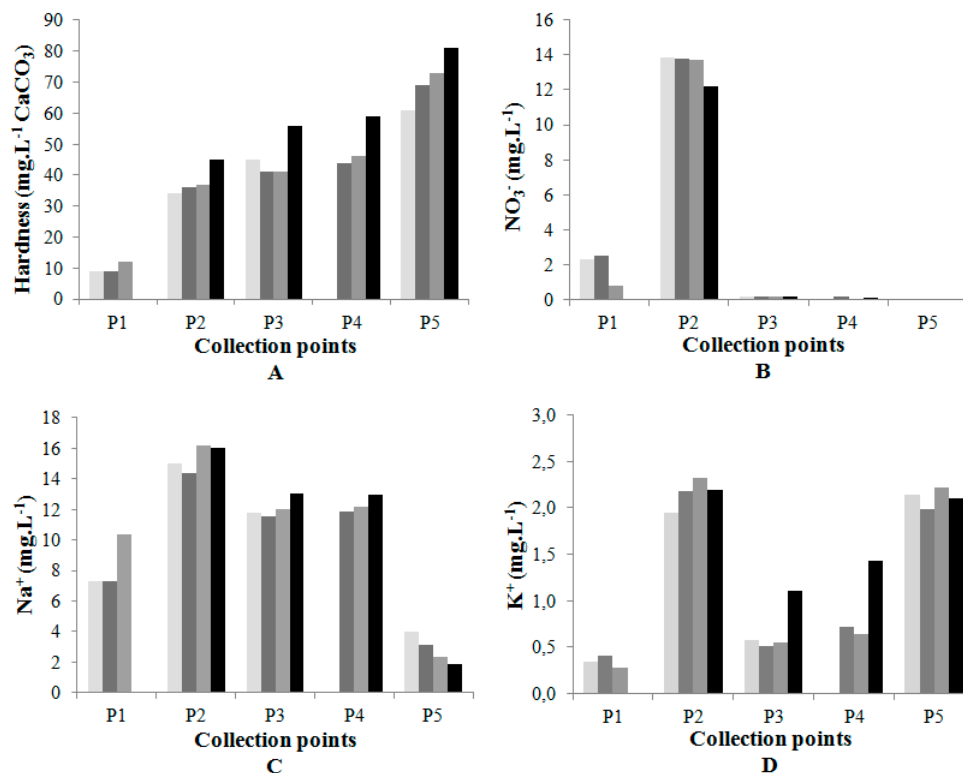 Hardness (mg.L⁻¹ CaCO₃)
90
80
70
60
50
40
30
20
10
0
P1 P2 P3 P4 P5
Collection points
A
NO₃⁻ (mg.L⁻¹)
16
14
12
10
8
6
4
2
0
P1 P2 P3 P4 P5
Collection points
B
Na⁺ (mg.L⁻¹)
18
16
14
12
10
8
6
4
2
0
P1 P2 P3 P4 P5
Collection points
C
K⁺ (mg.L⁻¹)
3,0
2,5
2,0
1,5
1,0
0,5
0,0
P1 P2 P3 P4 P5
Collection points
D